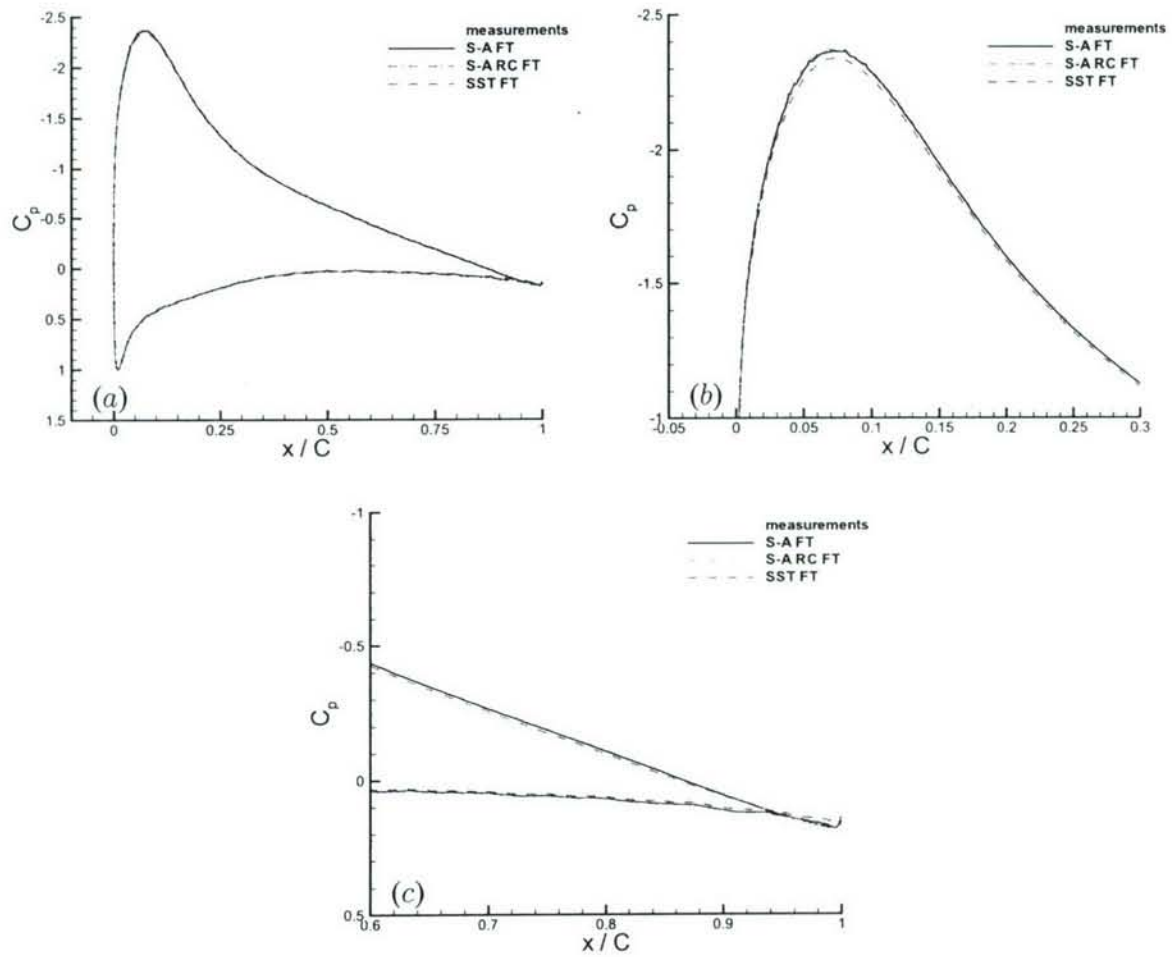 measurements
S-A FT
S-A RC FT
SST FT
-2.5
-2
-1.5
-1
-0.5
0
0.5
1
1.5
C_p
(a)
0
0.25
0.5
0.75
1
x / C
measurements
S-A FT
S-A RC FT
SST FT
-2.5
-2
-1.5
-1
C_p
(b)
-0.05
0
0.05
0.1
0.15
0.2
0.25
0.3
x / C
measurements
S-A FT
S-A RC FT
SST FT
-1
-0.5
0
0.5
C_p
(c)
0.6
0.7
0.8
0.9
1
x / C